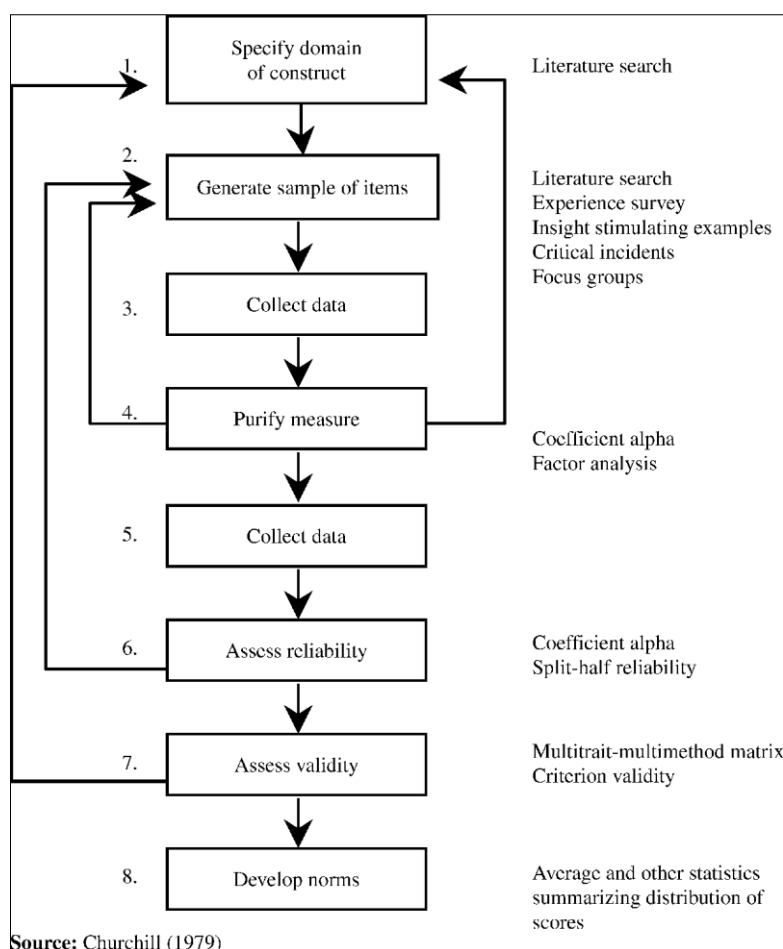 1.
Specify domain
of construct
Literature search
2.
Generate sample of items
Literature search
Experience survey
Insight stimulating examples
Critical incidents
Focus groups
3.
Collect data
4.
Purify measure
Coefficient alpha
Factor analysis
5.
Collect data
6.
Assess reliability
Coefficient alpha
Split-half reliability
7.
Assess validity
Multitrait-multimethod matrix
Criterion validity
8.
Develop norms
Average and other statistics
summarizing distribution of
scores
Source: Churchill (1979)